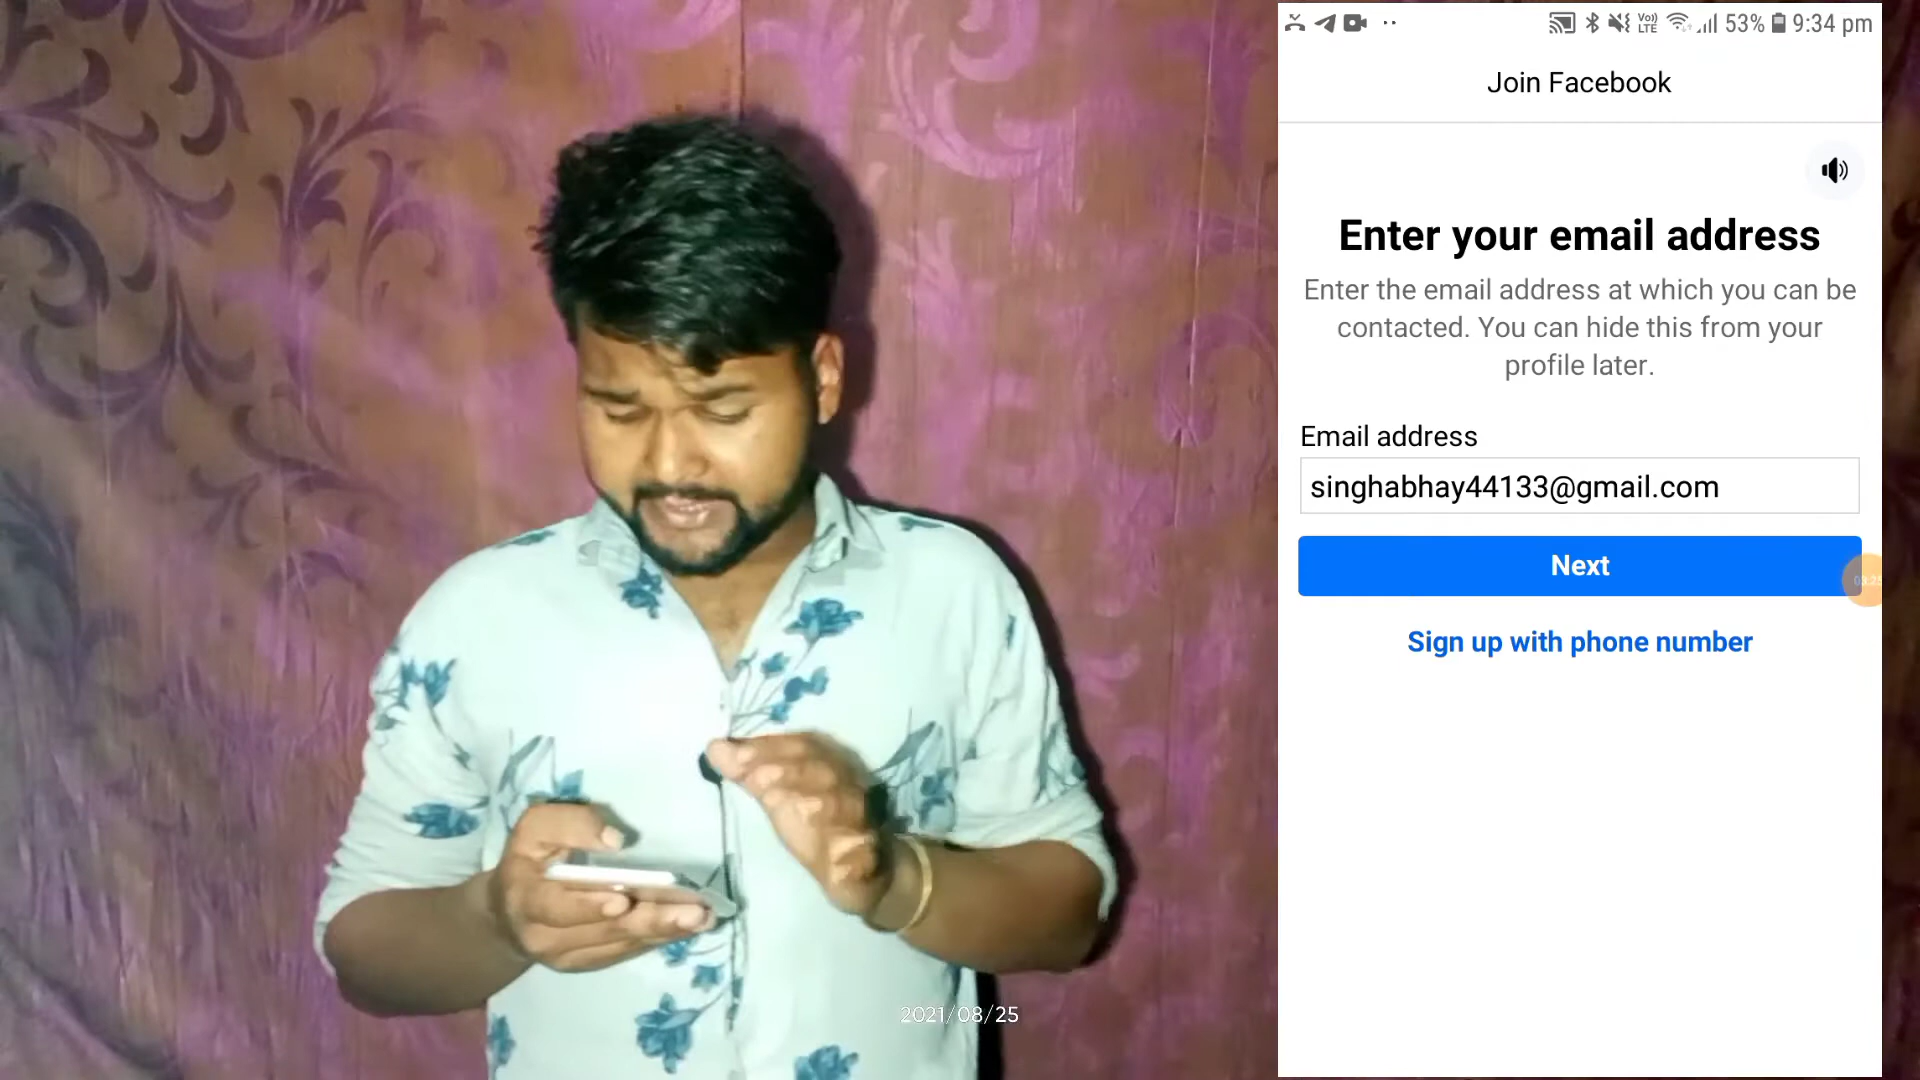 53% 9:34 pm
Join Facebook
Enter your email address
Enter the email address at which you can be
contacted. You can hide this from your
profile later.
Email address
singhabhay44133@gmail.com
Next
Sign up with phone number
2021/08/25